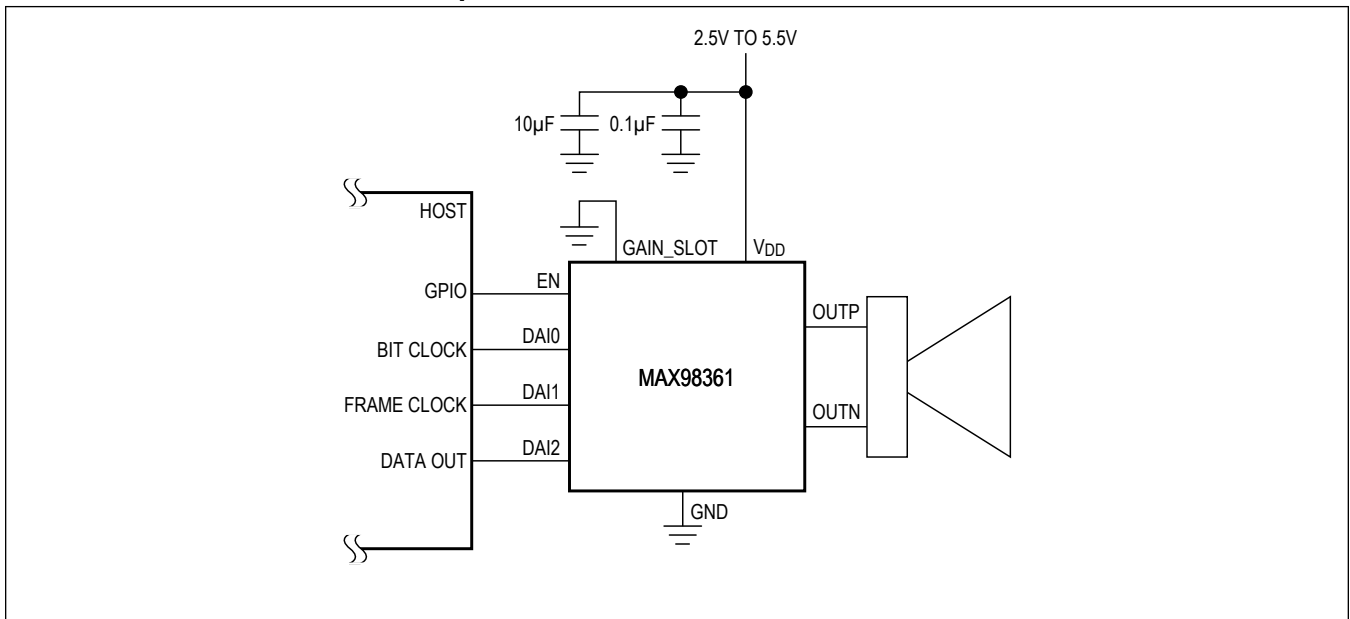 2.5V TO 5.5V
10µF
0.1µF
HOST
GAIN_SLOT
VDD
GPIO
EN
OUTP
BIT CLOCK
DAI0
MAX98361
FRAME CLOCK
DAI1
OUTN
DATA OUT
DAI2
GND